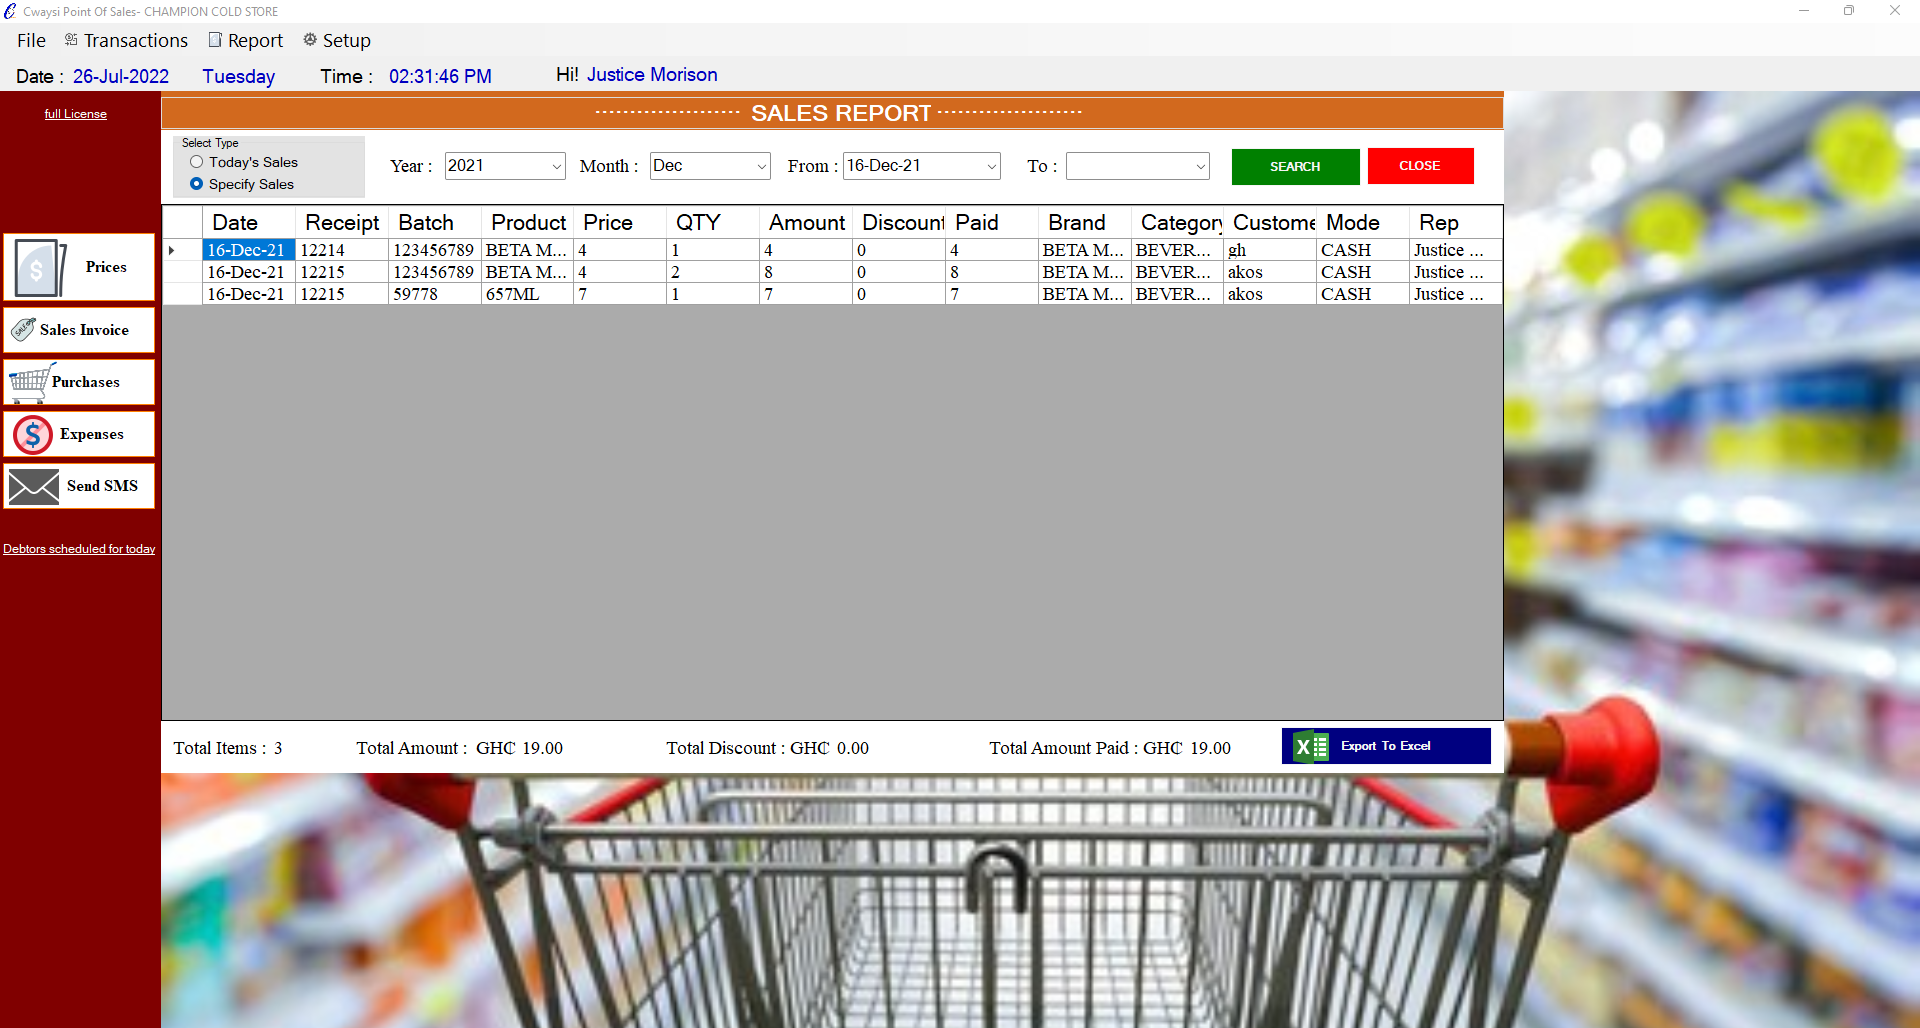 Cwaysi Point Of Sales- CHAMPION COLD STORE
File Transactions Report Setup
Date : 26-Jul-2022 Tuesday Time : 02:31:46 PM Hi! Justice Morison
full License
------------------- SALES REPORT -------------------
Select Type
Today's Sales
Specify Sales
Year : 2021 Month : Dec From : 16-Dec-21 To : SEARCH CLOSE
Date Receipt Batch Product Price QTY Amount Discount Paid Brand Category Custome Mode Rep
16-Dec-21 12214 123456789 BETA M... 4 1 4 0 4 BETA M... BEVER... gh CASH Justice ...
16-Dec-21 12215 123456789 BETA M... 4 2 8 0 8 BETA M... BEVER... akos CASH Justice ...
16-Dec-21 12215 59778 657ML 7 1 7 0 7 BETA M... BEVER... akos CASH Justice ...
Prices
Sales Invoice
Purchases
Expenses
Send SMS
Debtors scheduled for today
Total Items : 3 Total Amount : GH₵ 19.00 Total Discount : GH₵ 0.00 Total Amount Paid : GH₵ 19.00 Export To Excel